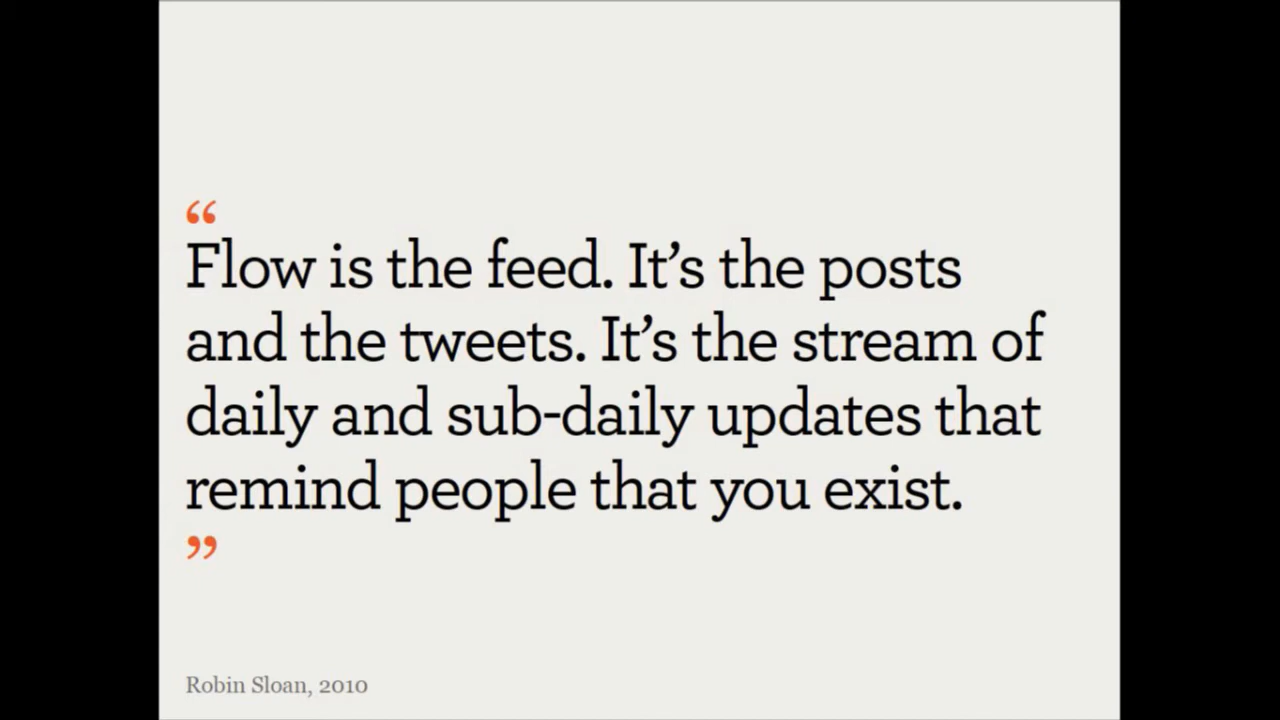 “
Flow is the feed. It’s the posts
and the tweets. It’s the stream of
daily and sub-daily updates that
remind people that you exist.
”
Robin Sloan, 2010